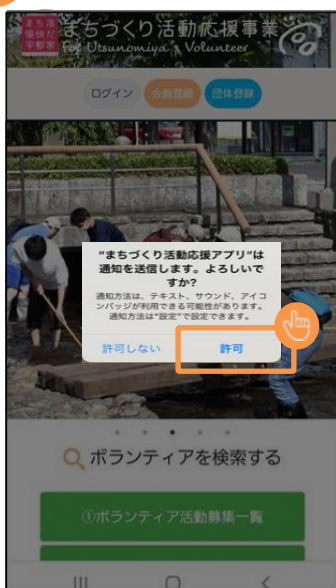 まち活
愉快だ
宇都宮
まちづくり活動応援事業
For Utsunomiya's Volunteer
ログイン
会員登録
団体登録
"まちづくり活動応援アプリ"は
通知を送信します。よろしいで
すか?
通知方法は、テキスト、サウンド、アイコ
ンバッジが利用できる可能性があります。
通知方法は"設定"で設定できます。
許可しない
許可
ボランティアを検索する
①ボランティア活動募集一覧